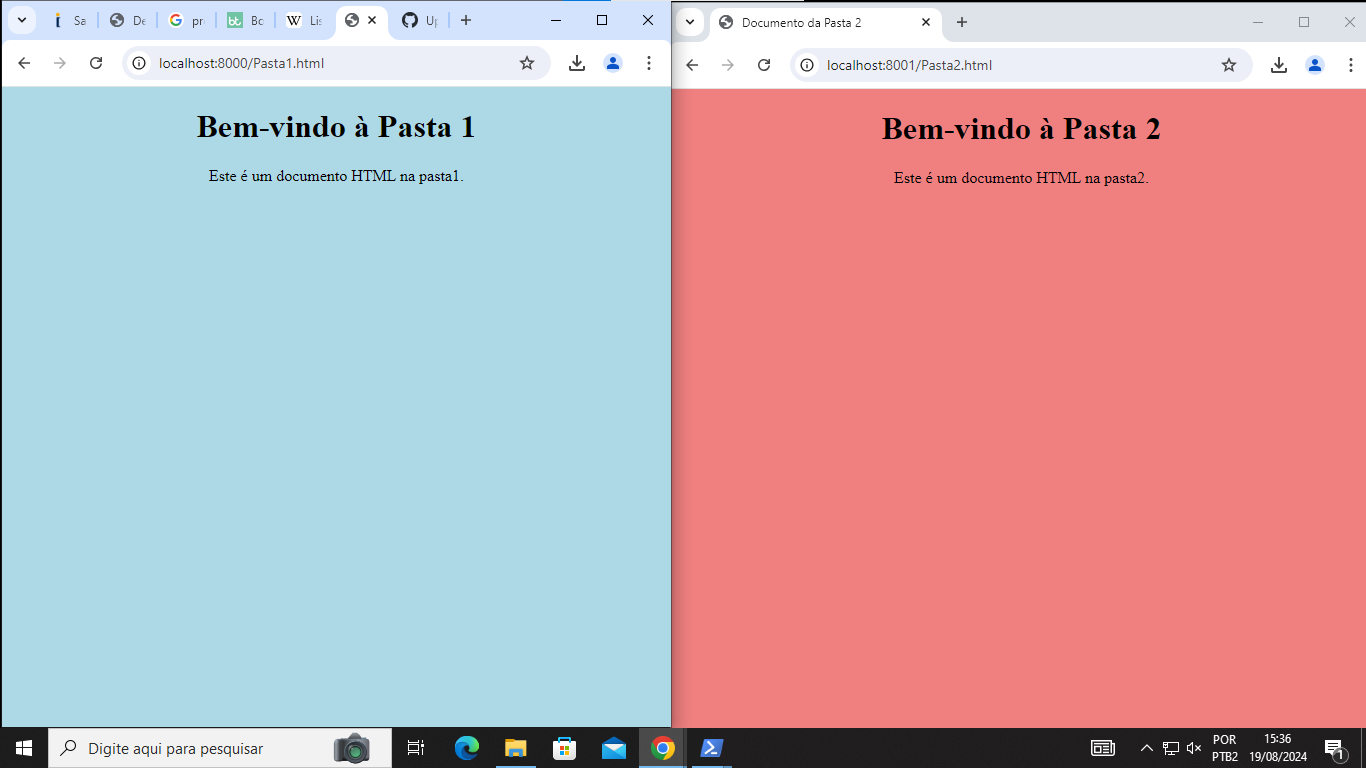 Sa
De
pr
Bc
Lis
Up
localhost:8000/Pasta1.html
Bem-vindo à Pasta 1
Este é um documento HTML na pasta1.
Documento da Pasta 2
localhost:8001/Pasta2.html
Bem-vindo à Pasta 2
Este é um documento HTML na pasta2.
Digite aqui para pesquisar
POR
PTB2
15:36
19/08/2024
1